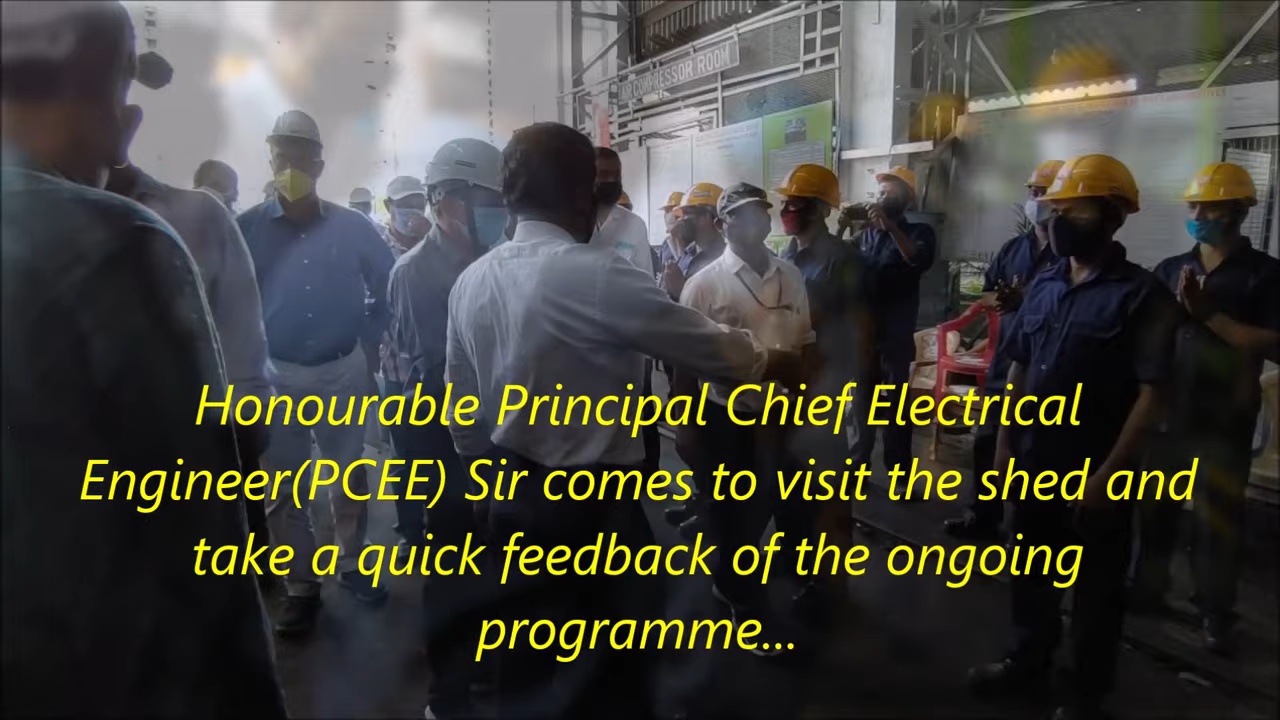 AIR COMPRESSOR ROOM
Honourable Principal Chief Electrical
Engineer(PCEE) Sir comes to visit the shed and
take a quick feedback of the ongoing
programme...